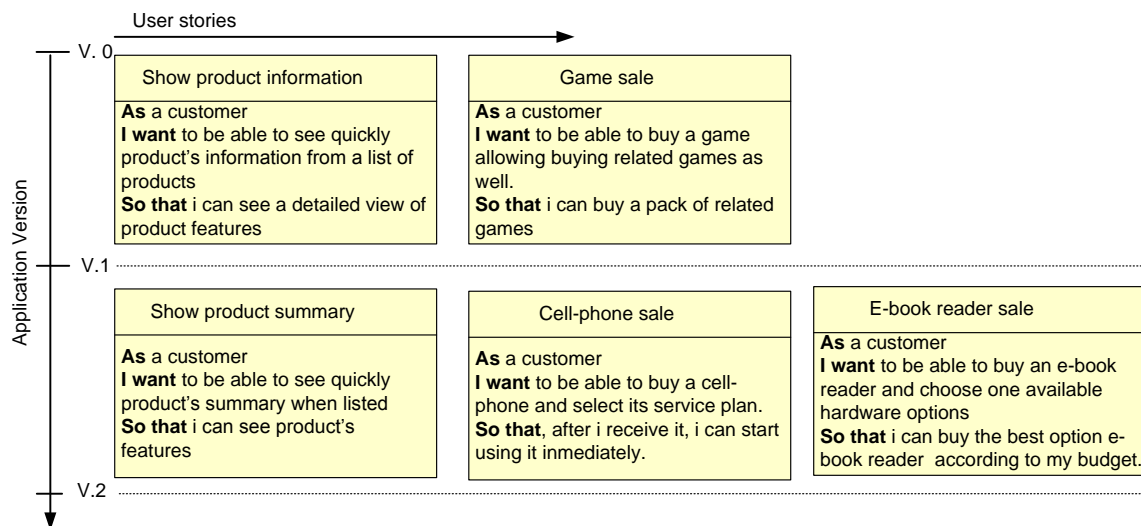 User stories
V. 0
Show product information
As a customer
I want to be able to see quickly
product's information from a list of
products
So that i can see a detailed view of
product features
Game sale
As a customer
I want to be able to buy a game
allowing buying related games as
well.
So that i can buy a pack of related
games
Application Version
V.1
Show product summary
As a customer
I want to be able to see quickly
product's summary when listed
So that i can see product's
features
Cell-phone sale
As a customer
I want to be able to buy a cell-
phone and select its service plan.
So that, after i receive it, i can start
using it inmediately.
E-book reader sale
As a customer
I want to be able to buy an e-book
reader and choose one available
hardware options
So that i can buy the best option e-
book reader  according to my budget.
V.2